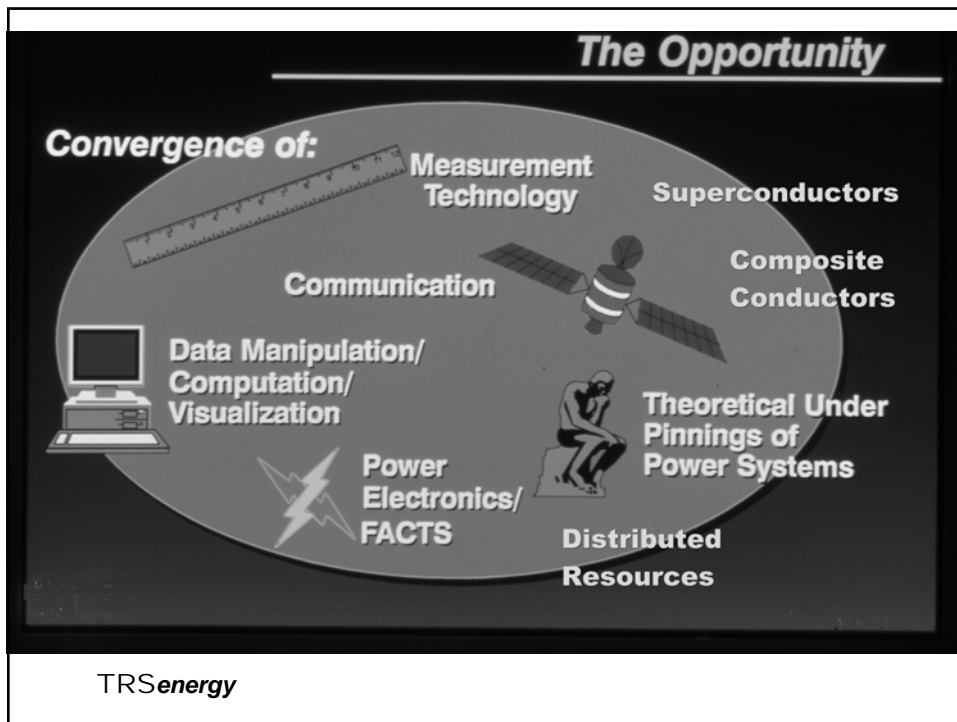 The Opportunity
Convergence of:
Measurement
Technology
Superconductors
Communication
Composite
Conductors
Data Manipulation/
Computation/
Visualization
Theoretical Under
Pinnings of
Power Systems
Power
Electronics/
FACTS
Distributed
Resources
TRSenergy